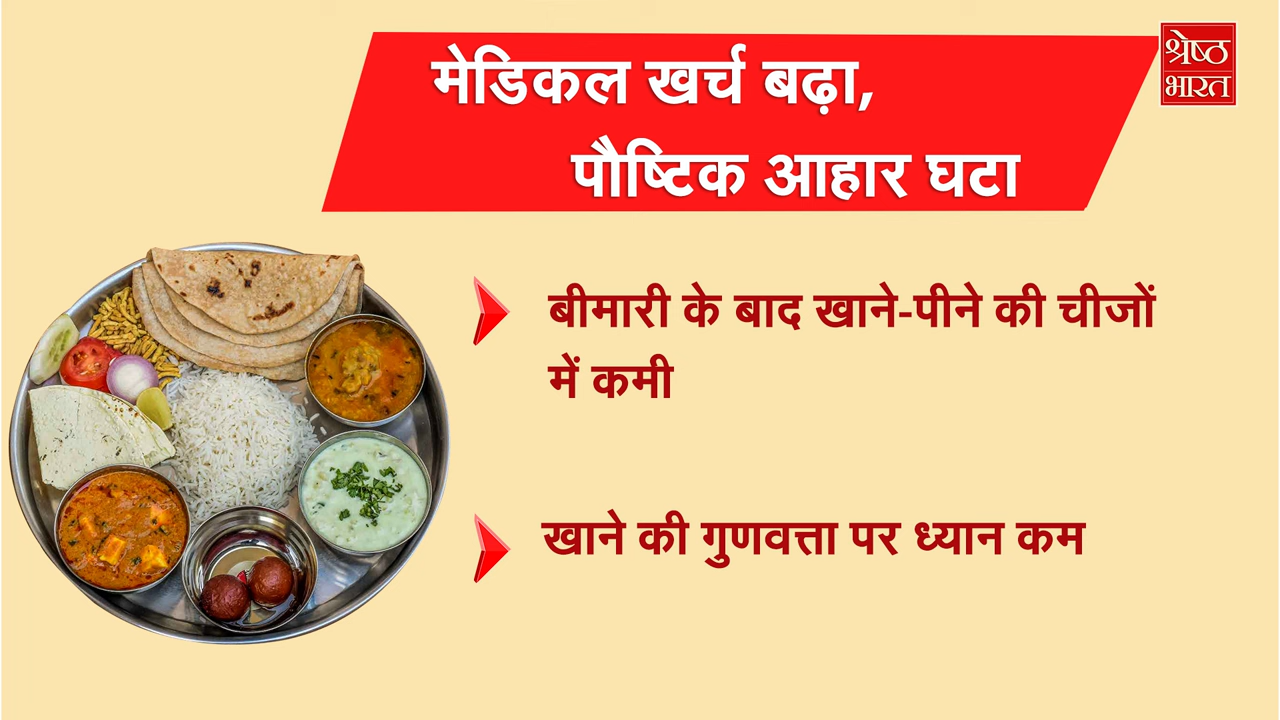 मेडिकल खर्च बढ़ा,
पौष्टिक आहार घटा
श्रेष्ठ
भारत
बीमारी के बाद खाने-पीने की चीजों
में कमी
खाने की गुणवत्ता पर ध्यान कम